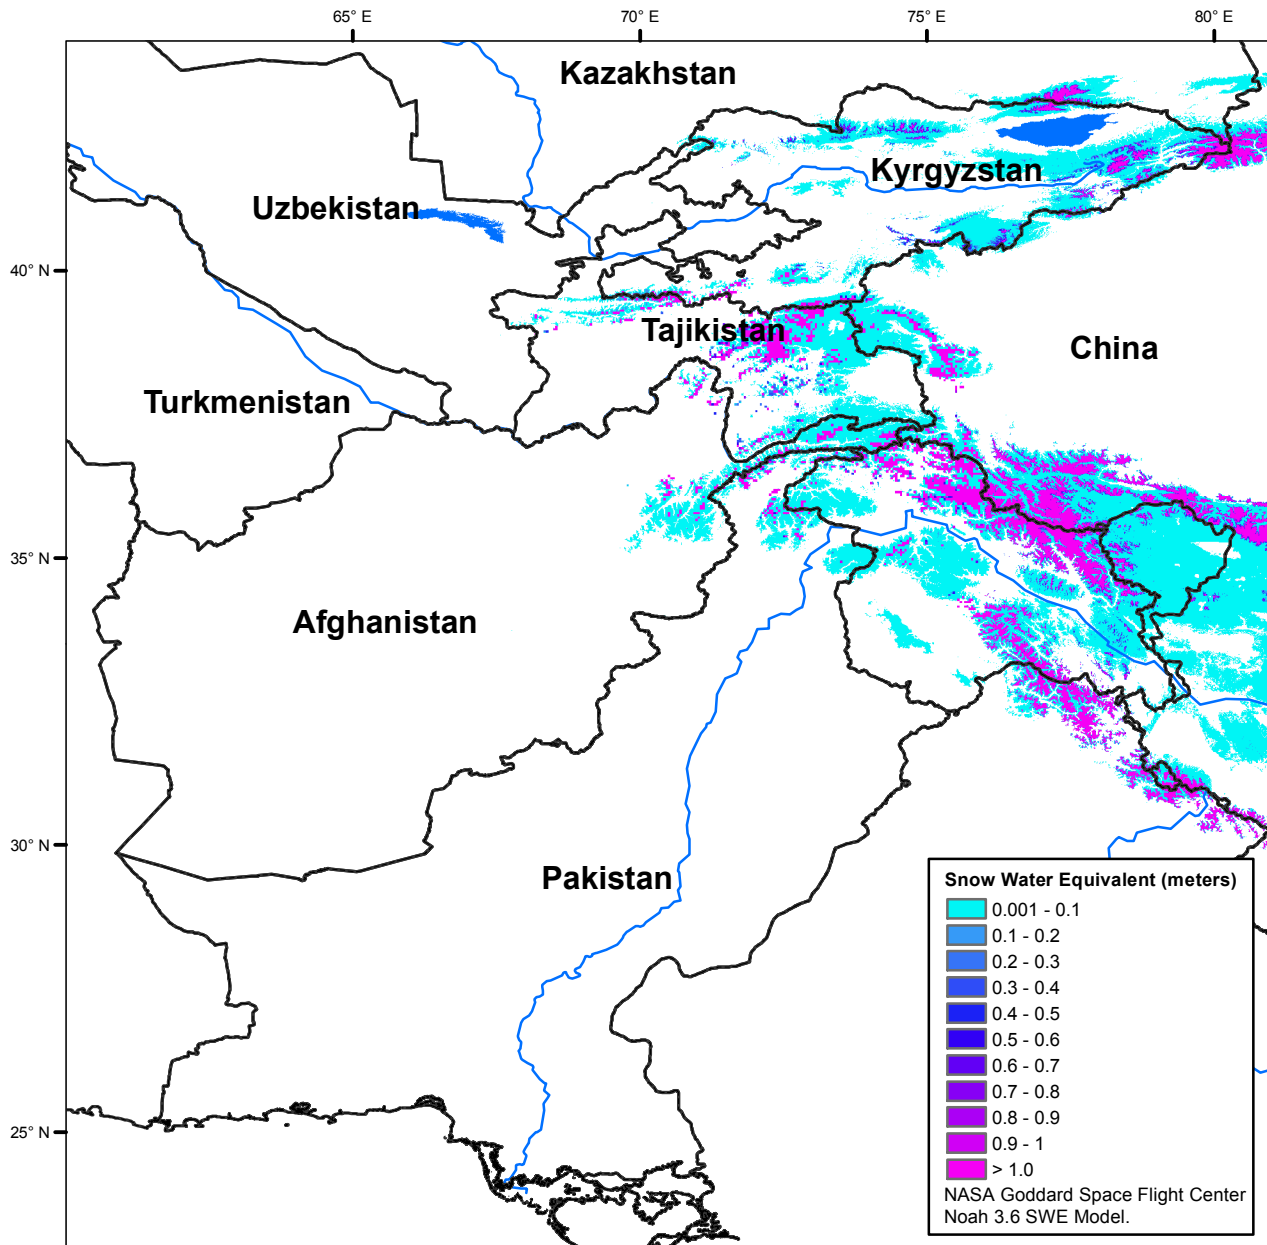 65° E
70° E
75° E
80° E
Kazakhstan
Kyrgyzstan
Uzbekistan
40° N
Tajikistan
China
Turkmenistan
35° N
Afghanistan
30° N
Pakistan
25° N
Snow Water Equivalent (meters)
0.001 - 0.1
0.1 - 0.2
0.2 - 0.3
0.3 - 0.4
0.4 - 0.5
0.5 - 0.6
0.6 - 0.7
0.7 - 0.8
0.8 - 0.9
0.9 - 1
> 1.0
NASA Goddard Space Flight Center
Noah 3.6 SWE Model.